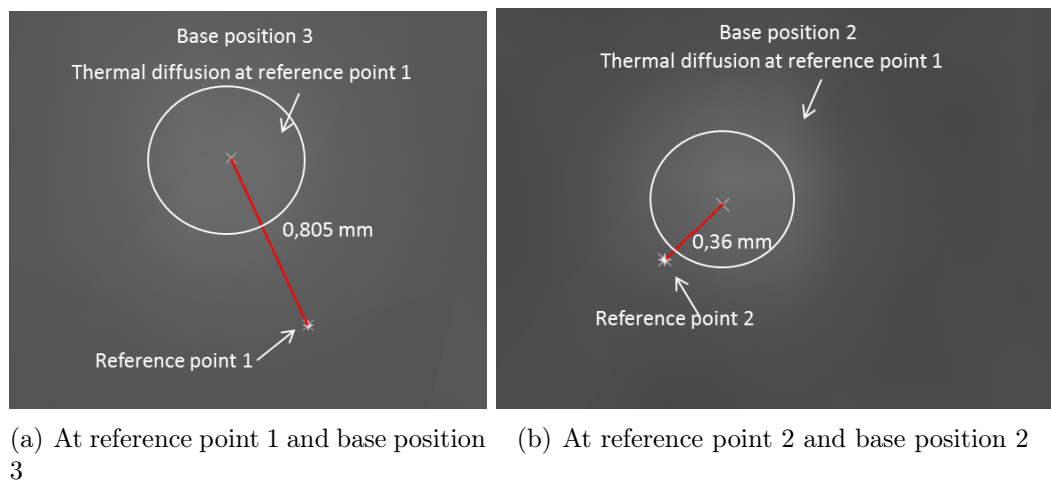 Base position 3
Thermal diffusion at reference point 1
0,805 mm
Reference point 1
Base position 2
Thermal diffusion at reference point 1
0,36 mm
Reference point 2
(a) At reference point 1 and base position
3
(b) At reference point 2 and base position 2